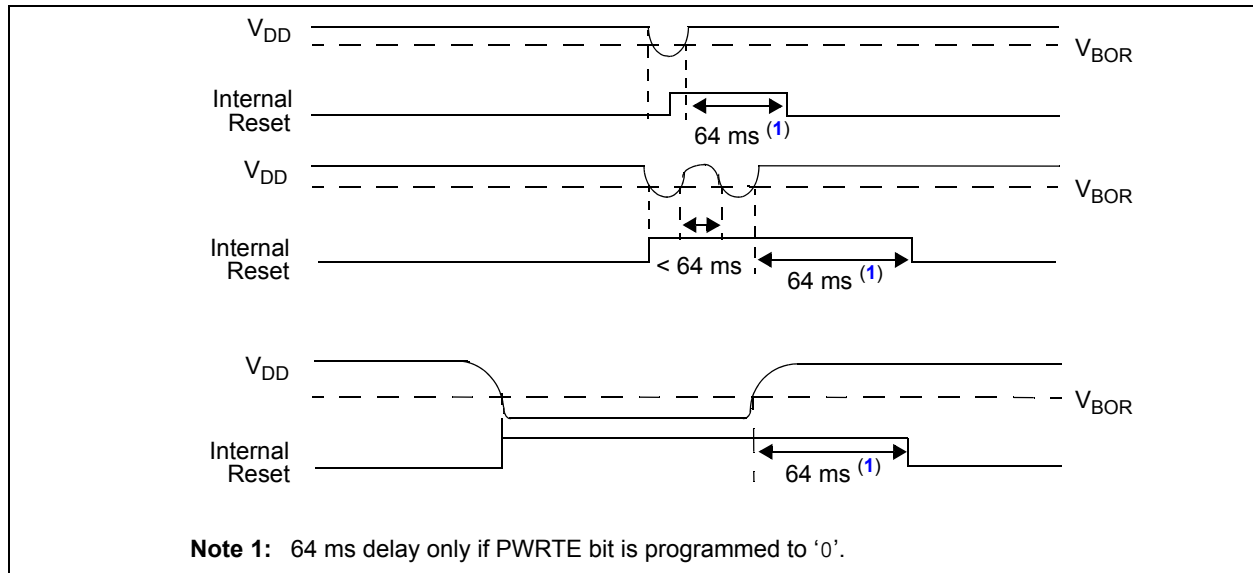 VDD
VBOR
Internal
Reset
64 ms (1)
VDD
VBOR
Internal
Reset
< 64 ms
64 ms (1)
VDD
VBOR
Internal
Reset
64 ms (1)
Note 1: 64 ms delay only if PWRTE bit is programmed to ‘0’.